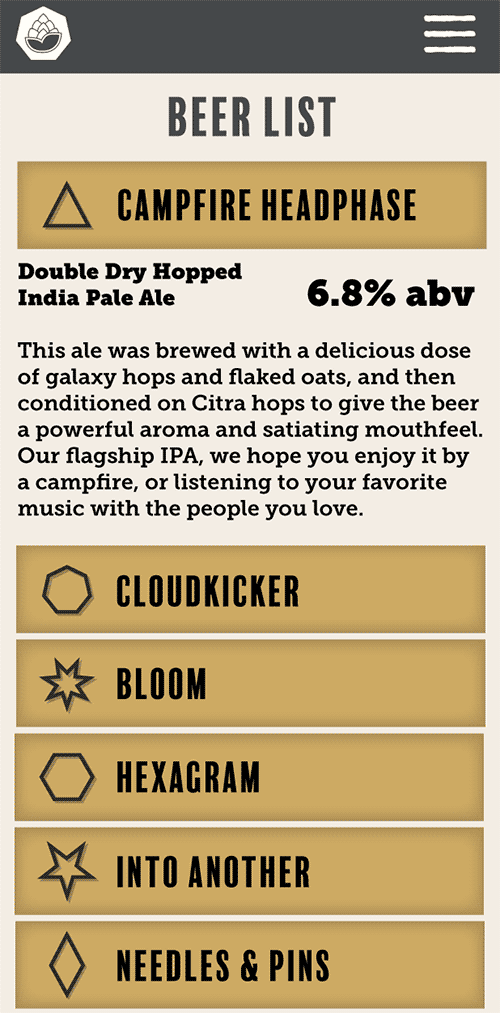 BEER LIST
CAMPFIRE HEADPHASE
Double Dry Hopped
India Pale Ale
6.8% abv
This ale was brewed with a delicious dose
of galaxy hops and flaked oats, and then
conditioned on Citra hops to give the beer
a powerful aroma and satiating mouthfeel.
Our flagship IPA, we hope you enjoy it by
a campfire, or listening to your favorite
music with the people you love.
CLOUDKICKER
BLOOM
HEXAGRAM
INTO ANOTHER
NEEDLES & PINS